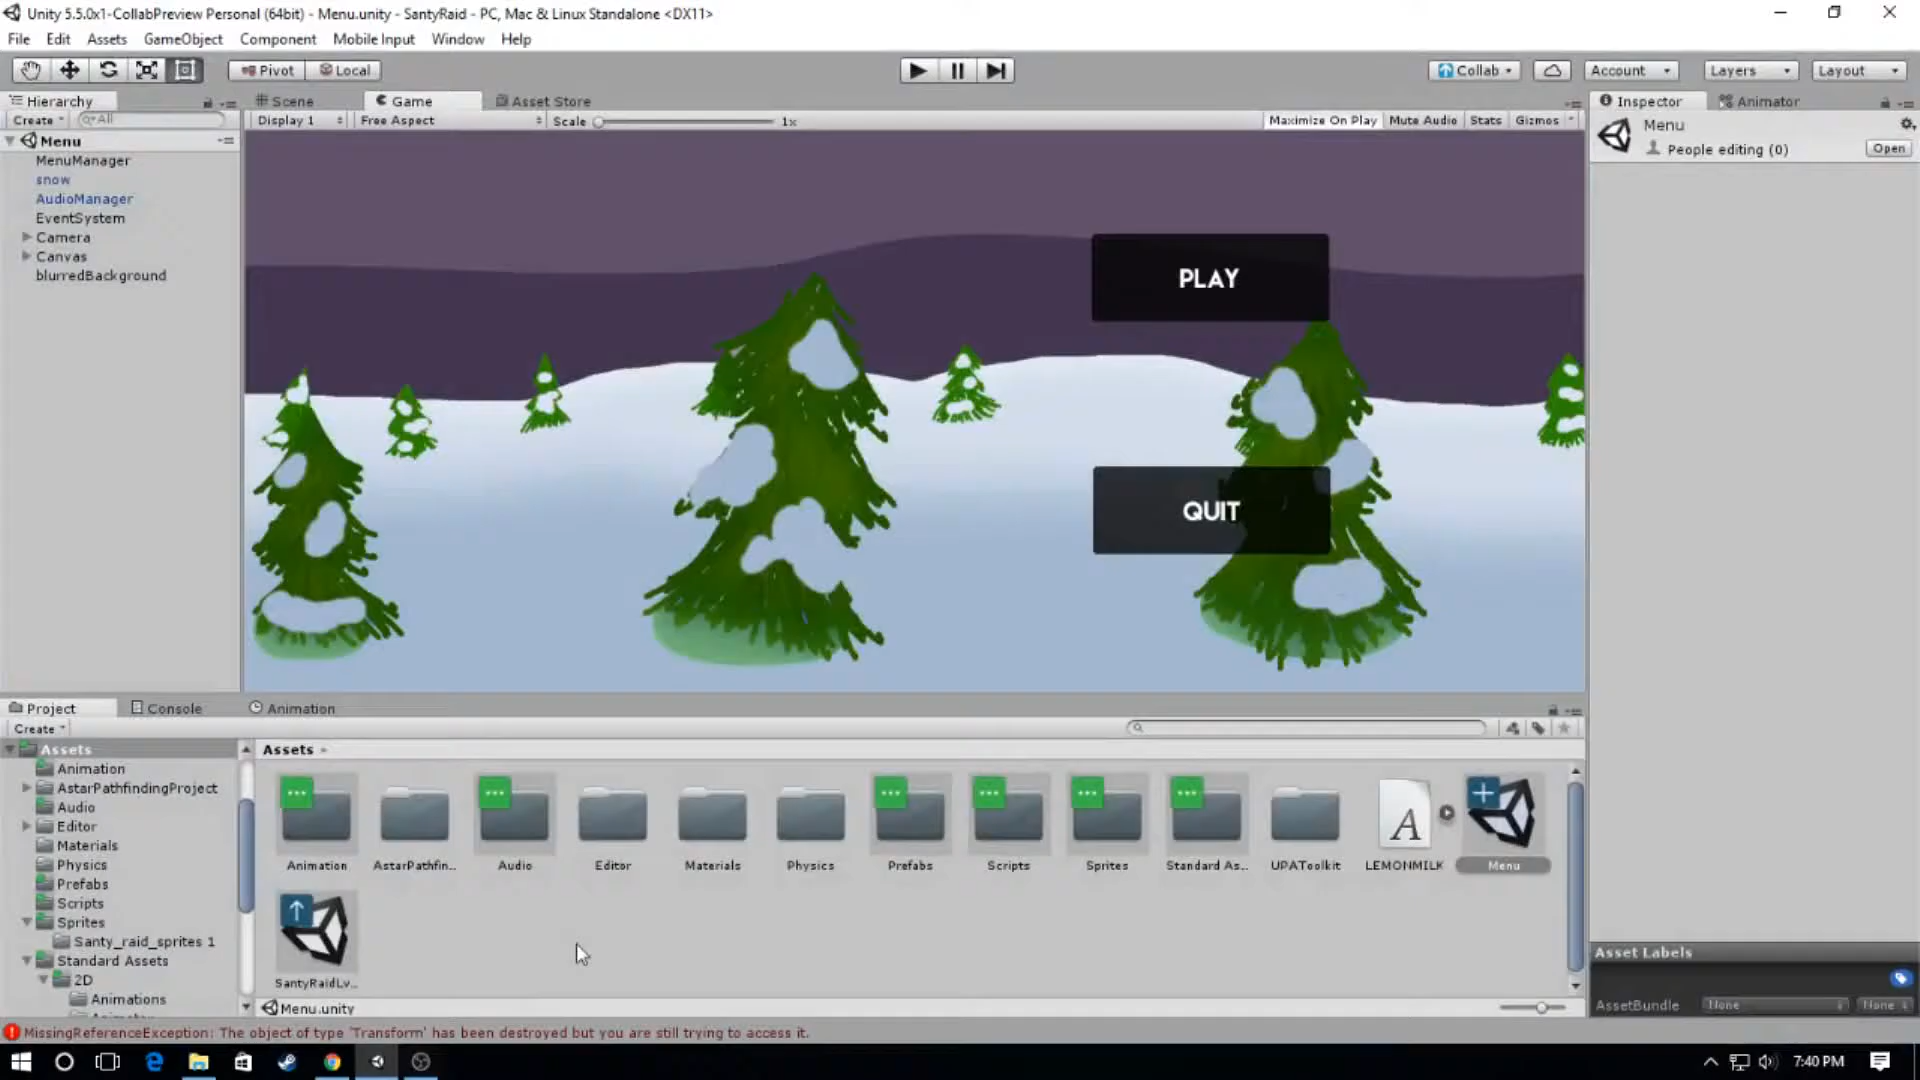 Unity 5.5.0x1-CollabPreview Personal (64bit) - Menu.unity - SantyRaid - PC, Mac & Linux Standalone <DX11>
File Edit Assets GameObject Component Mobile Input Window Help
Pivot Local Collab Account Layers Layout
Hierarchy Scene Game Asset Store Inspector Animator
Create All Display 1 Free Aspect Scale 1x Maximize On Play Mute Audio Stats Gizmos
Menu
People editing (0) Open
Menu
MenuManager
snow
AudioManager
EventSystem
Camera
Canvas
blurredBackground
PLAY
QUIT
Project Console Animation
Create
Assets
Animation
AstarPathfindingProject
Audio
Editor
Materials
Physics
Prefabs
Scripts
Sprites
Santy_raid_sprites 1
Standard Assets
2D
Animations
Assets
Animation AstarPathfin... Audio Editor Materials Physics Prefabs Scripts Sprites Standard As... UPAToolkit LEMONMILK Menu
SantyRaidLv...
Menu.unity
Asset Labels
AssetBundle None None
MissingReferenceException: The object of type 'Transform' has been destroyed but you are still trying to access it.
7:40 PM